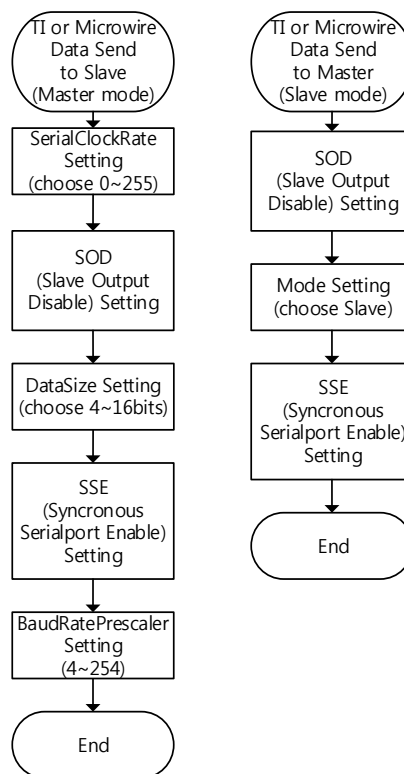 TI or Microwire
Data Send
to Slave
(Master mode)
SerialClockRate
Setting
(choose 0~255)
SOD
(Slave Output
Disable) Setting
DataSize Setting
(choose 4~16bits)
SSE
(Syncronous
Serialport Enable)
Setting
BaudRatePrescaler
Setting
(4~254)
End
TI or Microwire
Data Send
to Master
(Slave mode)
SOD
(Slave Output
Disable) Setting
Mode Setting
(choose Slave)
SSE
(Syncronous
Serialport Enable)
Setting
End